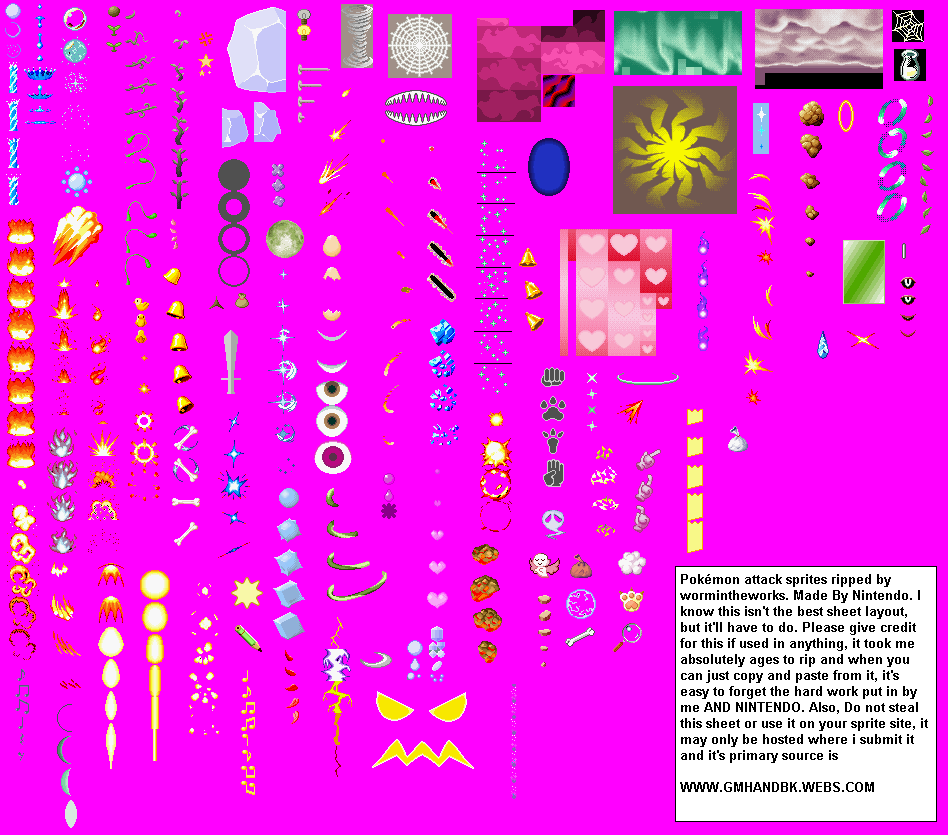 Pokémon attack sprites ripped by
wormintheworks. Made By Nintendo. I
know this isn't the best sheet layout,
but it'll have to do. Please give credit
for this if used in anything, it took me
absolutely ages to rip and when you
can just copy and paste from it, it's
easy to forget the hard work put in by
me AND NINTENDO. Also, Do not steal
this sheet or use it on your sprite site, it
may only be hosted where i submit it
and it's primary source is
WWW.GMHANDBK.WEBS.COM